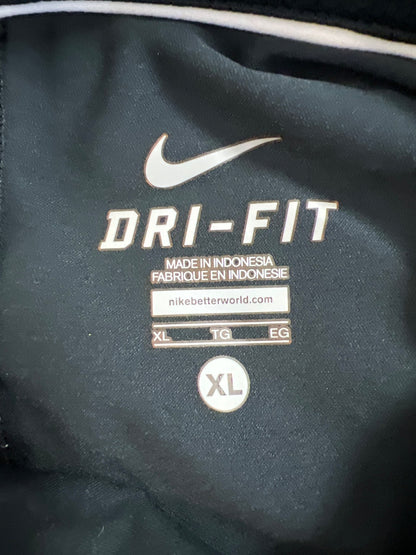 DRI-FIT
MADE IN INDONESIA
FABRIQUE EN INDONESIE
nikebetterworld.com
XL TG EG
XL